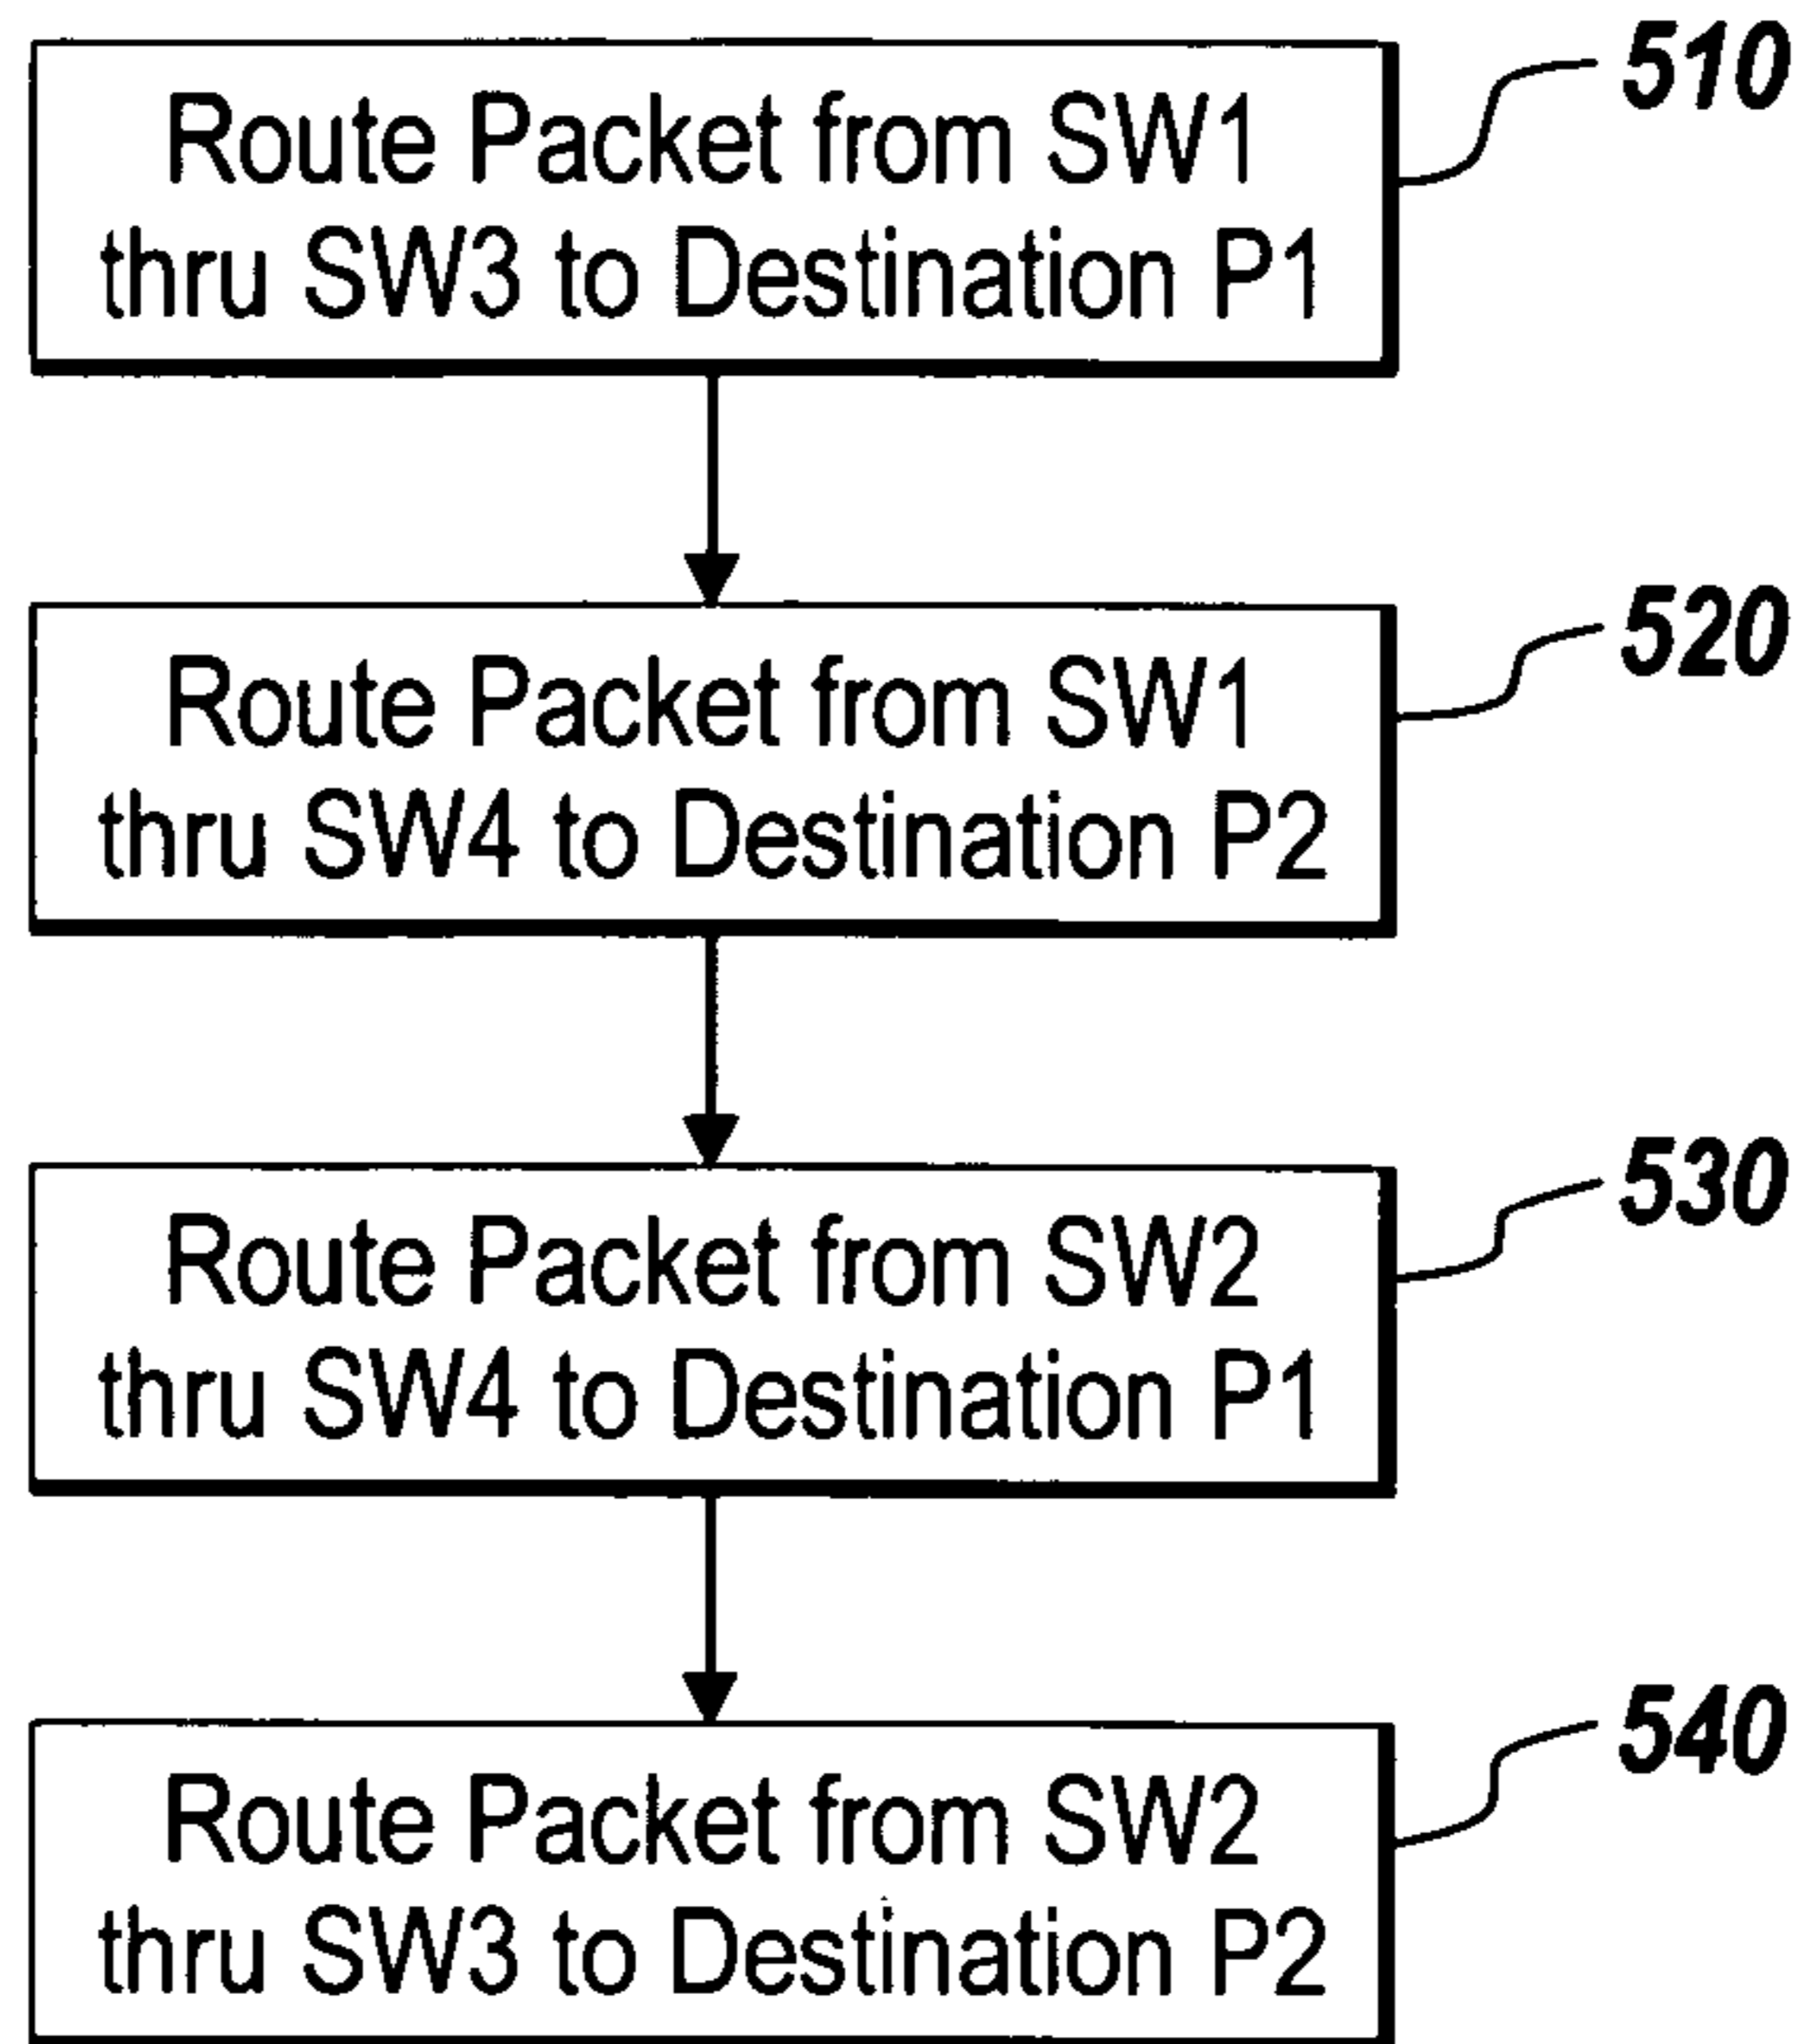 Route Packet from SW1
thru SW3 to Destination P1
510
Route Packet from SW1
thru SW4 to Destination P2
520
Route Packet from SW2
thru SW4 to Destination P1
530
Route Packet from SW2
thru SW3 to Destination P2
540